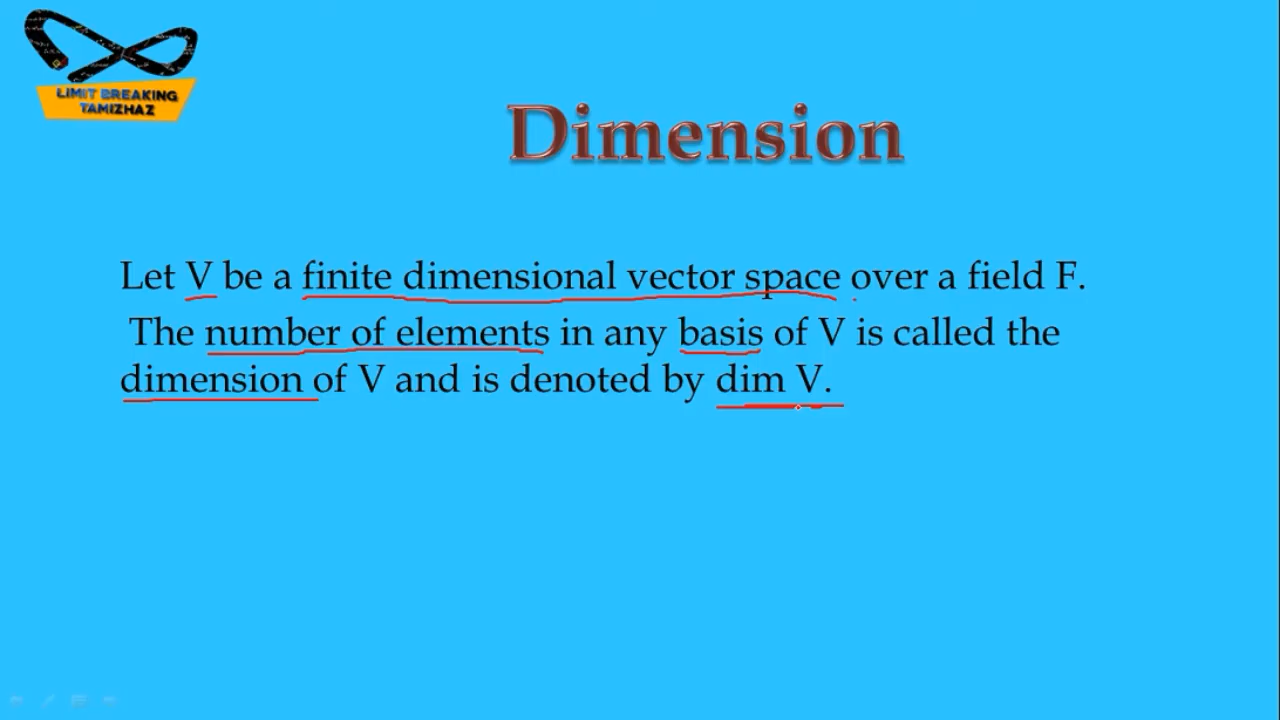 LIMIT BREAKING
TAMIZHAZ
Dimension
Let V be a finite dimensional vector space over a field F.
The number of elements in any basis of V is called the
dimension of V and is denoted by dim V.